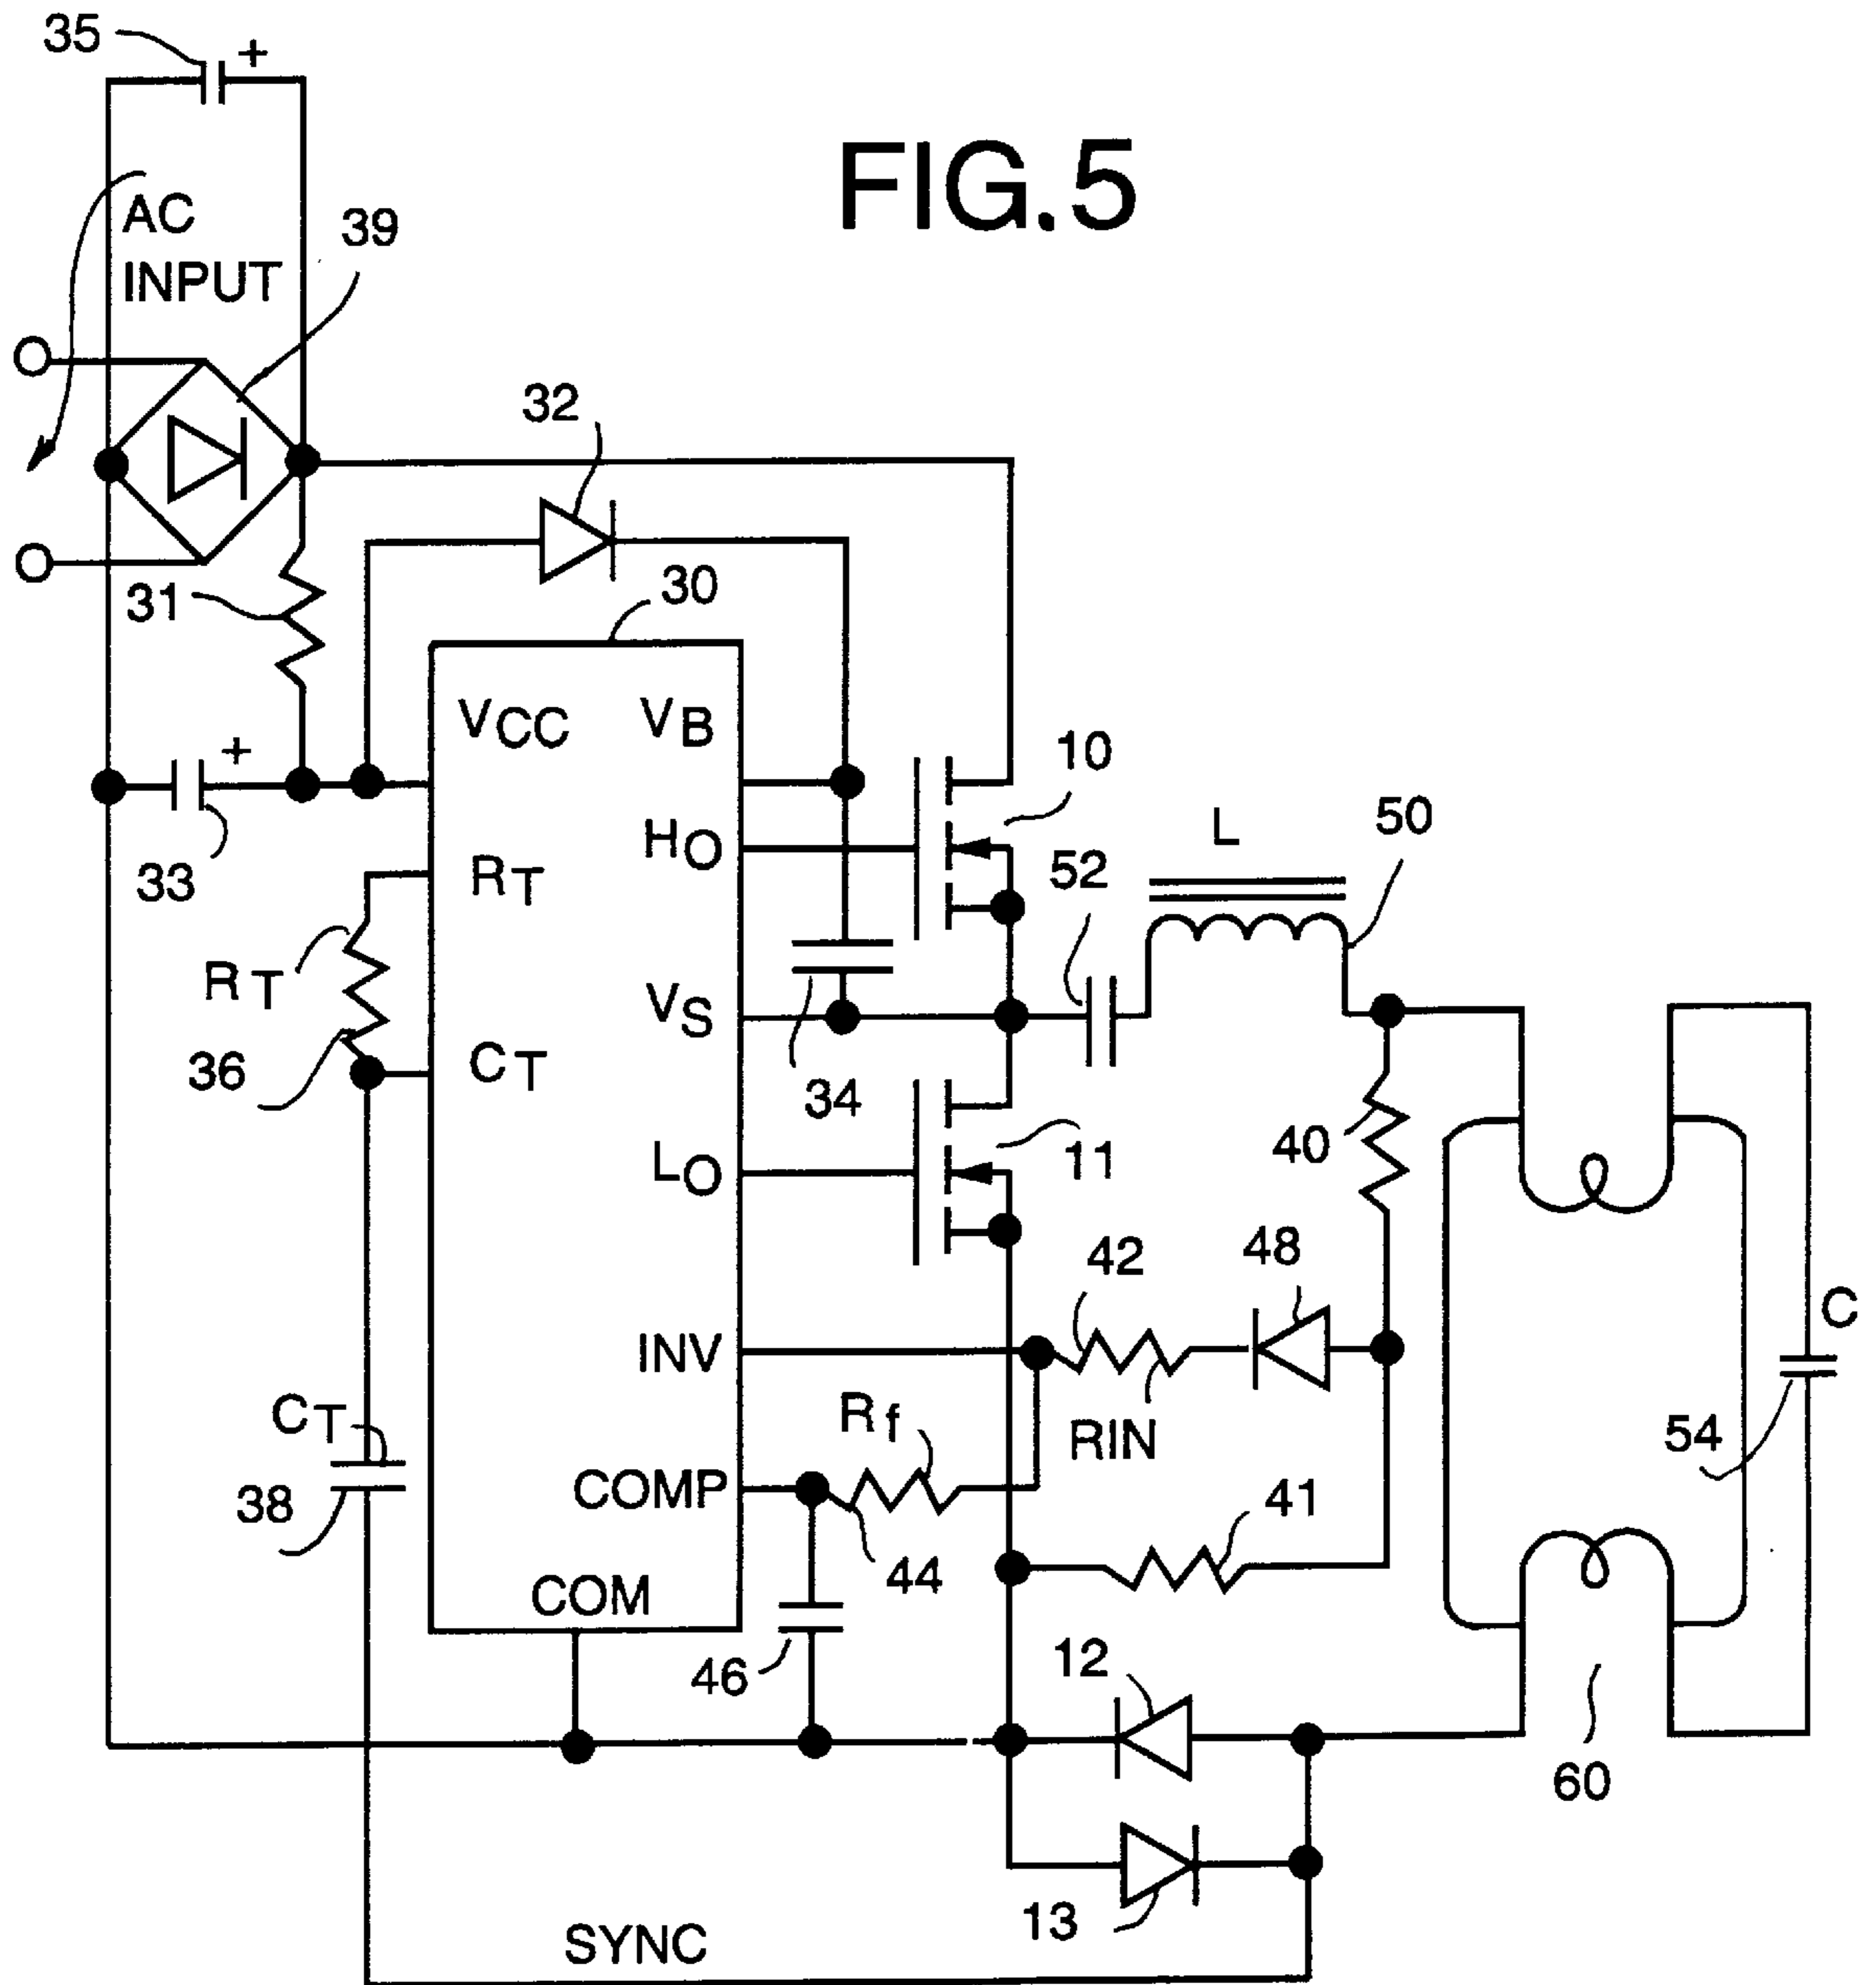 35
+
FIG.5
AC
INPUT
39
32
31
30
VCC
VB
10
+
33
HO
RT
L
50
52
RT
VS
36
CT
34
40
11
LO
42
48
INV
C
CT
Rf
RIN
54
38
COMP
41
44
COM
46
12
60
13
SYNC